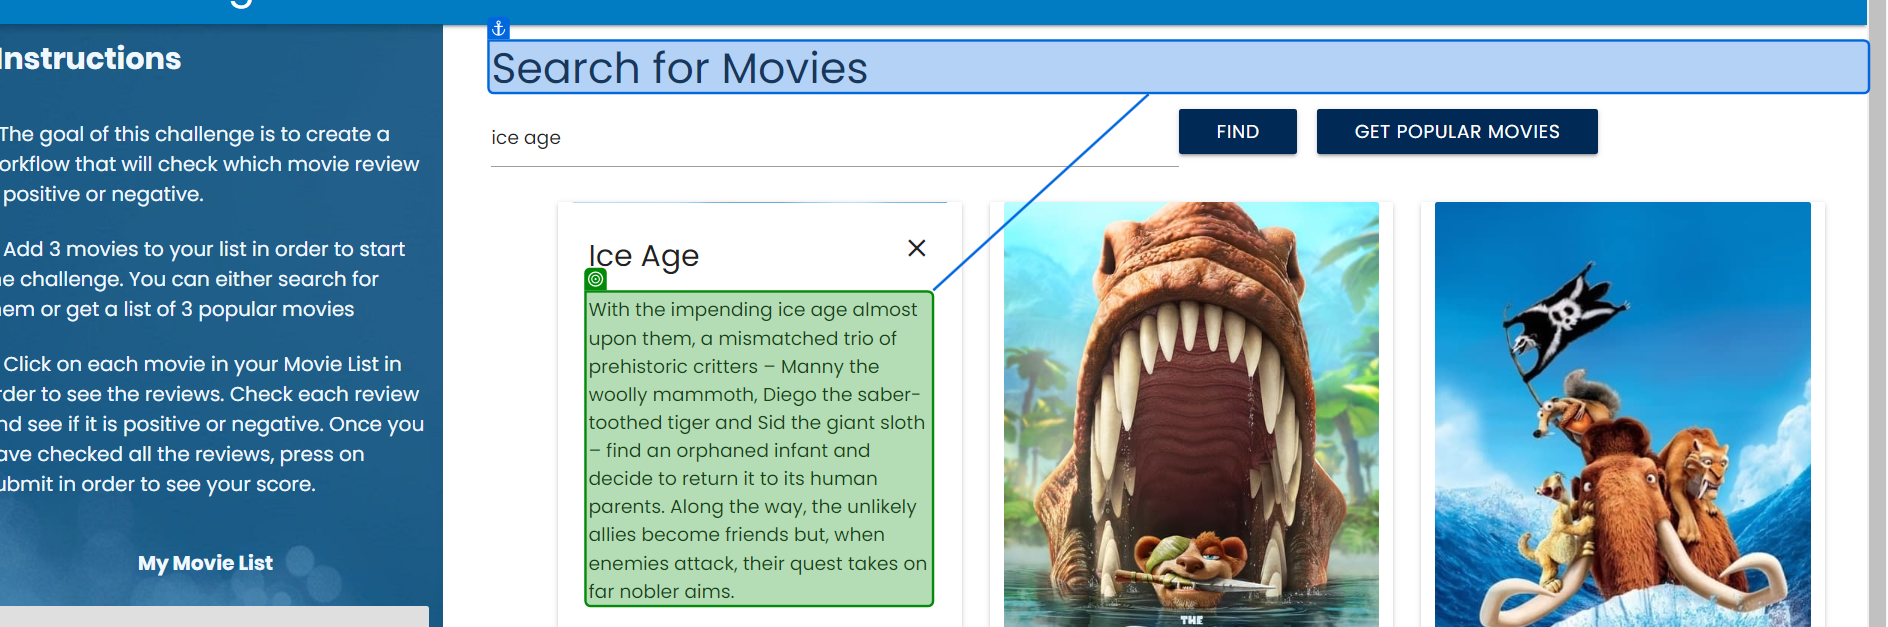 Instructions
The goal of this challenge is to create a
orkflow that will check which movie review
positive or negative.
Add 3 movies to your list in order to start
e challenge. You can either search for
em or get a list of 3 popular movies
Click on each movie in your Movie List in
rder to see the reviews. Check each review
nd see if it is positive or negative. Once you
ave checked all the reviews, press on
ubmit in order to see your score.
My Movie List
Search for Movies
ice age
FIND
GET POPULAR MOVIES
Ice Age
With the impending ice age almost
upon them, a mismatched trio of
prehistoric critters – Manny the
woolly mammoth, Diego the saber-
toothed tiger and Sid the giant sloth
– find an orphaned infant and
decide to return it to its human
parents. Along the way, the unlikely
allies become friends but, when
enemies attack, their quest takes on
far nobler aims.
THE